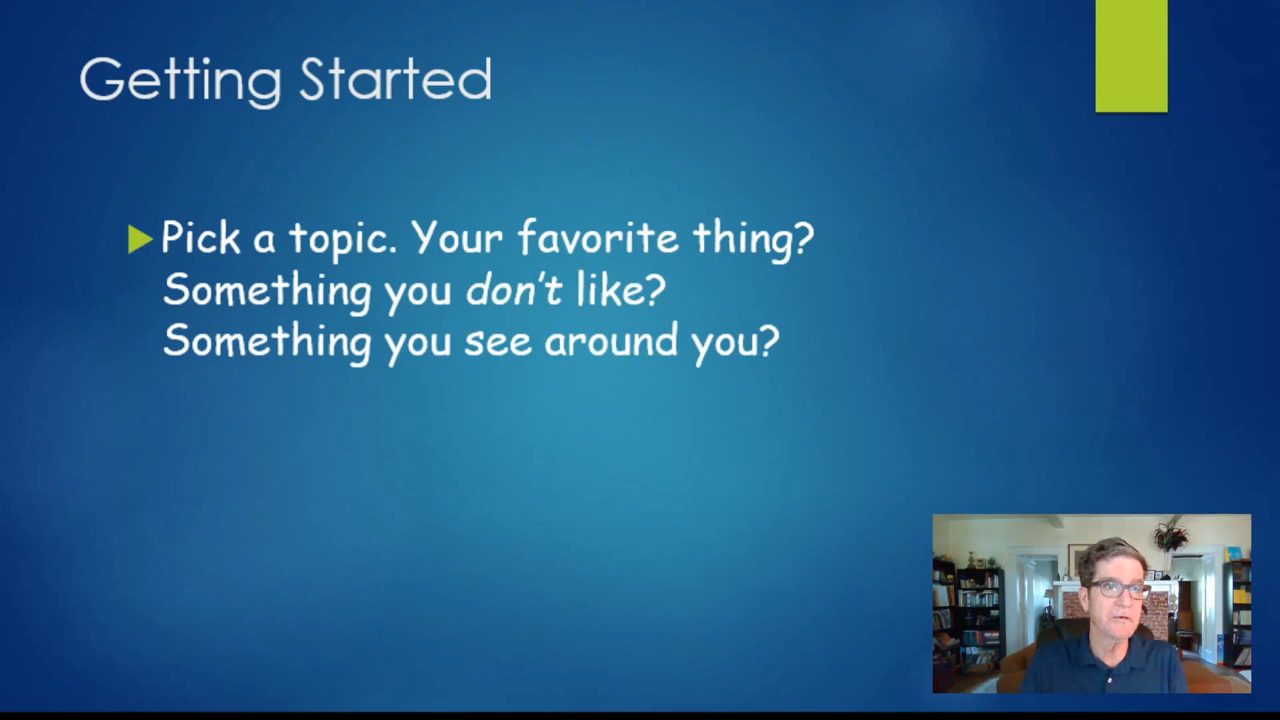 Getting Started
Pick a topic. Your favorite thing?
Something you don't like?
Something you see around you?